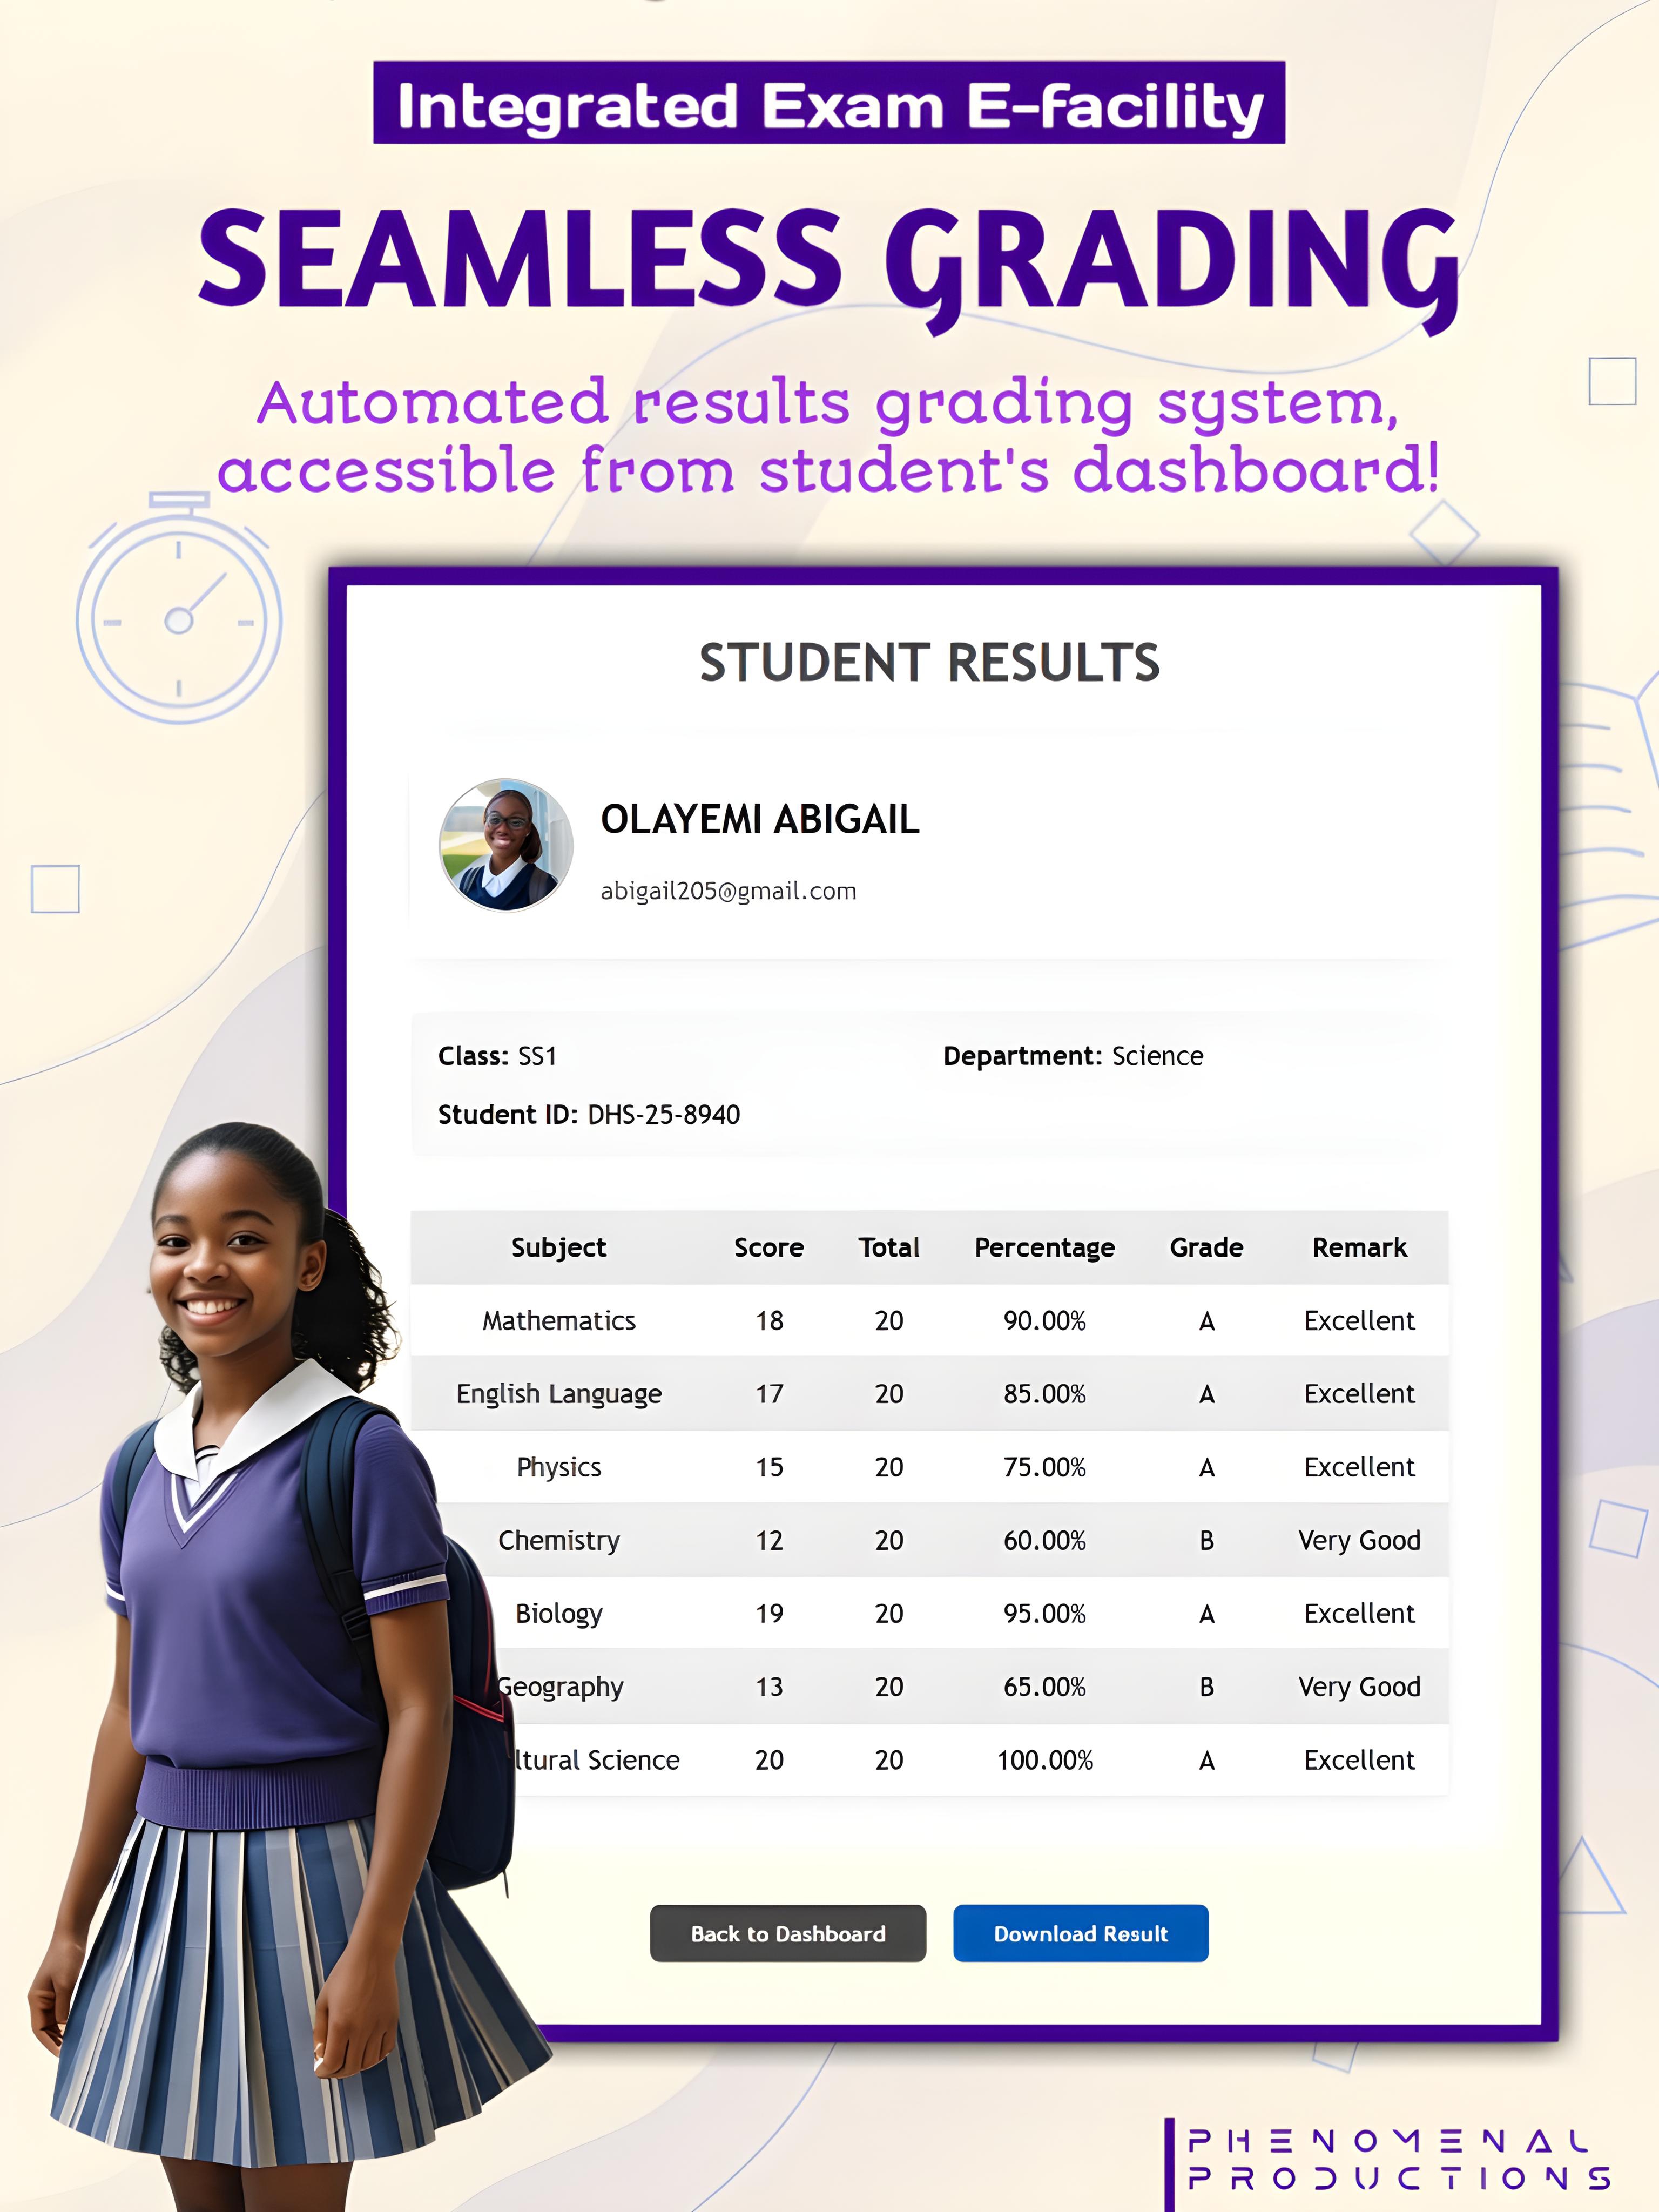 Integrated Exam E-facility
SEAMLESS GRADING
Automated results grading system,
accessible from student's dashboard!
STUDENT RESULTS
OLAYEMI ABIGAIL
abigail205@gmail.com
Class: SS1 Department: Science
Student ID: DHS-25-8940
Subject Score Total Percentage Grade Remark
Mathematics 18 20 90.00% A Excellent
English Language 17 20 85.00% A Excellent
Physics 15 20 75.00% A Excellent
Chemistry 12 20 60.00% B Very Good
Biology 19 20 95.00% A Excellent
Geography 13 20 65.00% B Very Good
ltural Science 20 20 100.00% A Excellent
Back to Dashboard Download Result
PHENOMENAL
PRODUCTIONS